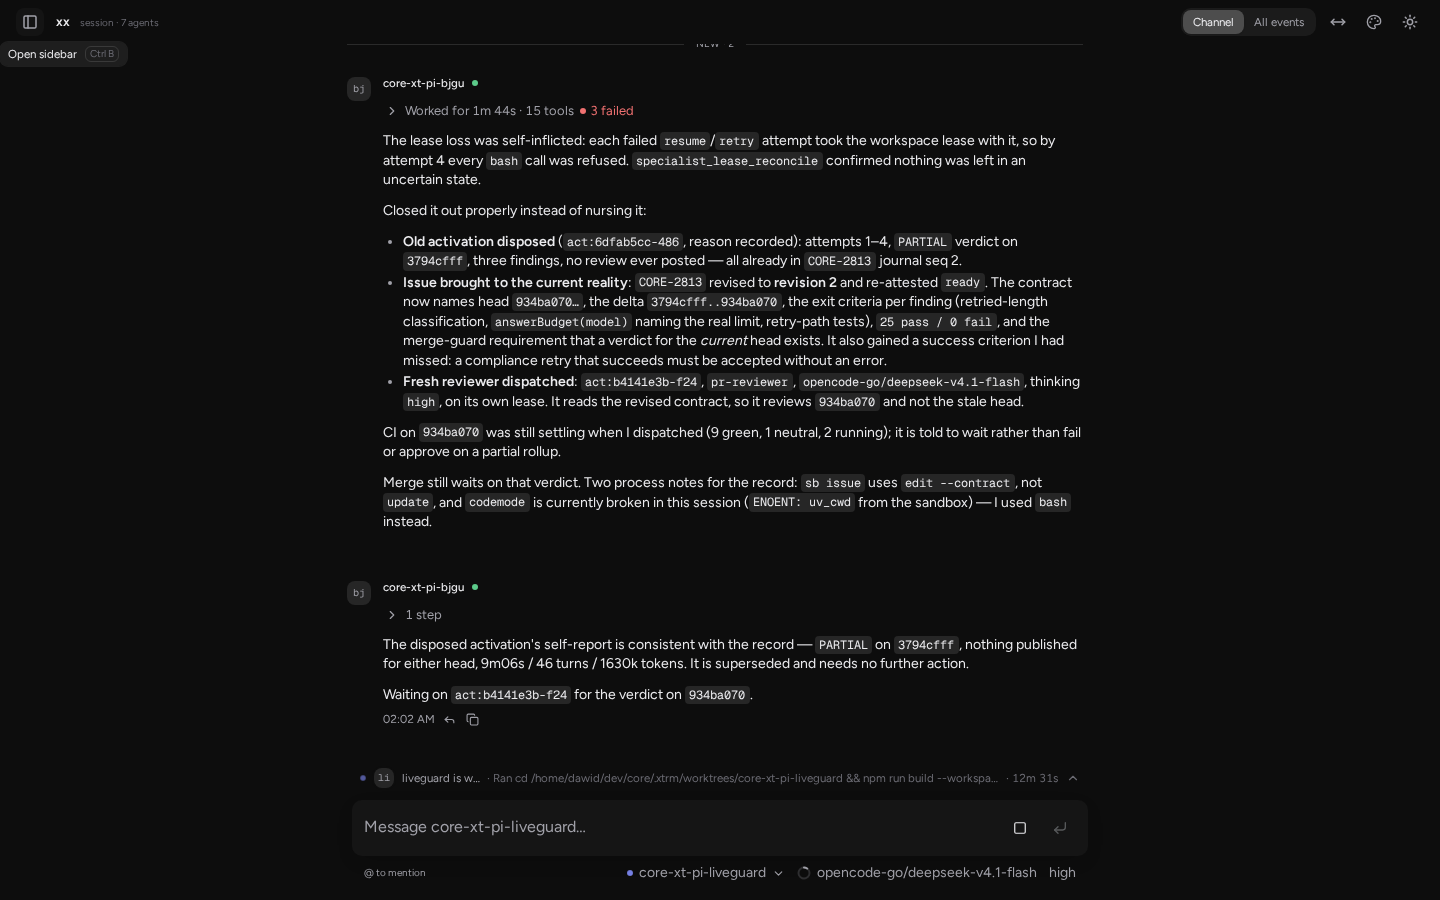 xx session · 7 agents
Channel All events
Open sidebar Ctrl B
NEW 2
bj core-xt-pi-bjgu
Worked for 1m 44s · 15 tools 3 failed
The lease loss was self-inflicted: each failed resume/retry attempt took the workspace lease with it, so by
attempt 4 every bash call was refused. specialist_lease_reconcile confirmed nothing was left in an
uncertain state.
Closed it out properly instead of nursing it:
• Old activation disposed (act:6dfab5cc-486, reason recorded): attempts 1–4, PARTIAL verdict on
3794cfff, three findings, no review ever posted — all already in CORE-2813 journal seq 2.
• Issue brought to the current reality: CORE-2813 revised to revision 2 and re-attested ready. The contract
now names head 934ba070…, the delta 3794cfff..934ba070, the exit criteria per finding (retried-length
classification, answerBudget(model) naming the real limit, retry-path tests), 25 pass / 0 fail, and the
merge-guard requirement that a verdict for the current head exists. It also gained a success criterion I had
missed: a compliance retry that succeeds must be accepted without an error.
• Fresh reviewer dispatched: act:b4141e3b-f24, pr-reviewer, opencode-go/deepseek-v4.1-flash, thinking
high, on its own lease. It reads the revised contract, so it reviews 934ba070 and not the stale head.
CI on 934ba070 was still settling when I dispatched (9 green, 1 neutral, 2 running); it is told to wait rather than fail
or approve on a partial rollup.
Merge still waits on that verdict. Two process notes for the record: sb issue uses edit --contract, not
update, and codemode is currently broken in this session (ENOENT: uv_cwd from the sandbox) — I used bash
instead.
bj core-xt-pi-bjgu
1 step
The disposed activation's self-report is consistent with the record — PARTIAL on 3794cfff, nothing published
for either head, 9m06s / 46 turns / 1630k tokens. It is superseded and needs no further action.
Waiting on act:b4141e3b-f24 for the verdict on 934ba070.
02:02 AM
li liveguard is w… · Ran cd /home/dawid/dev/core/.xtrm/worktrees/core-xt-pi-liveguard && npm run build --workspa… · 12m 31s
Message core-xt-pi-liveguard…
@ to mention core-xt-pi-liveguard opencode-go/deepseek-v4.1-flash high